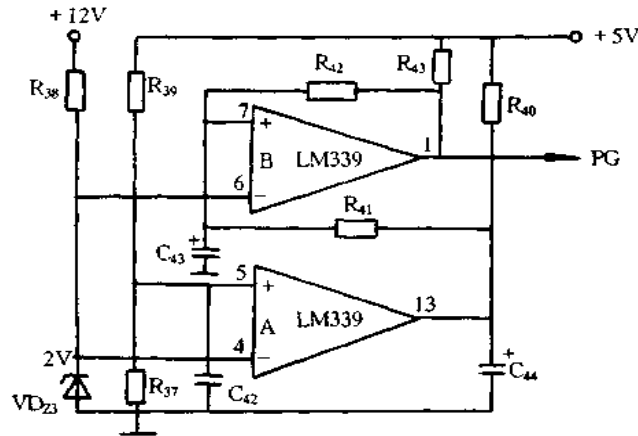 + 12V
+ 5V
R38
R39
R42
R43
R40
7
+
B
LM339
1
PG
6
−
R41
+
C43
5
+
A
LM339
13
4
−
2V
+
C44
R37
C42
VDZ3